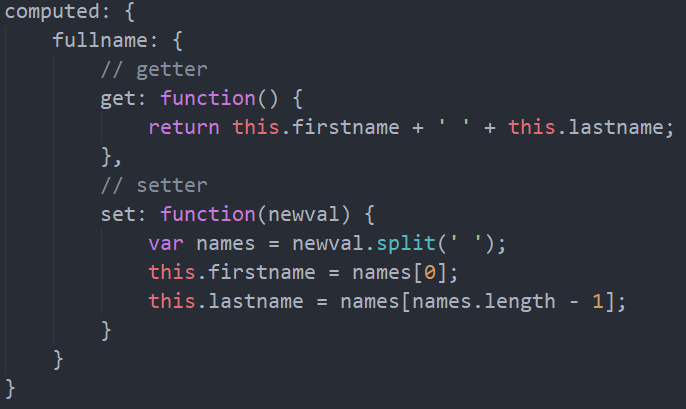 computed: {
    fullname: {
        // getter
        get: function() {
            return this.firstname + ' ' + this.lastname;
        },
        // setter
        set: function(newval) {
            var names = newval.split(' ');
            this.firstname = names[0];
            this.lastname = names[names.length - 1];
        }
    }
}